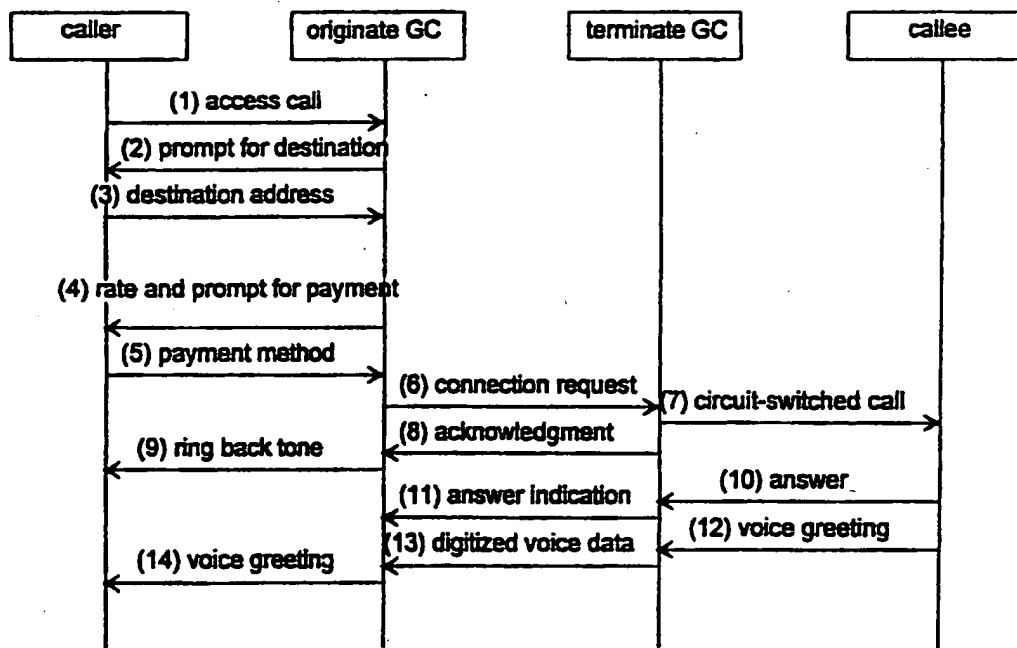 caller
originate GC
terminate GC
callee
(1) access call
(2) prompt for destination
(3) destination address
(4) rate and prompt for payment
(5) payment method
(6) connection request
(7) circuit-switched call
(8) acknowledgment
(9) ring back tone
(10) answer
(11) answer indication
(12) voice greeting
(13) digitized voice data
(14) voice greeting